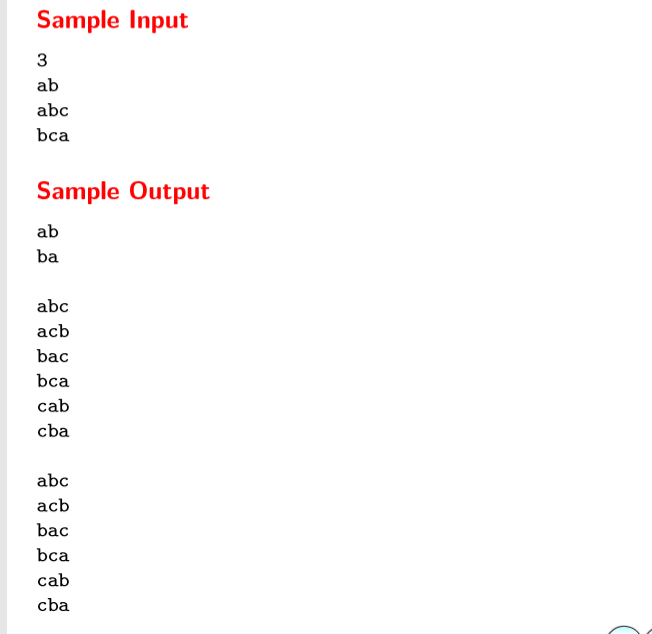 Sample Input
3
ab
abc
bca
Sample Output
ab
ba
abc
acb
bac
bca
cab
cba
abc
acb
bac
bca
cab
cba